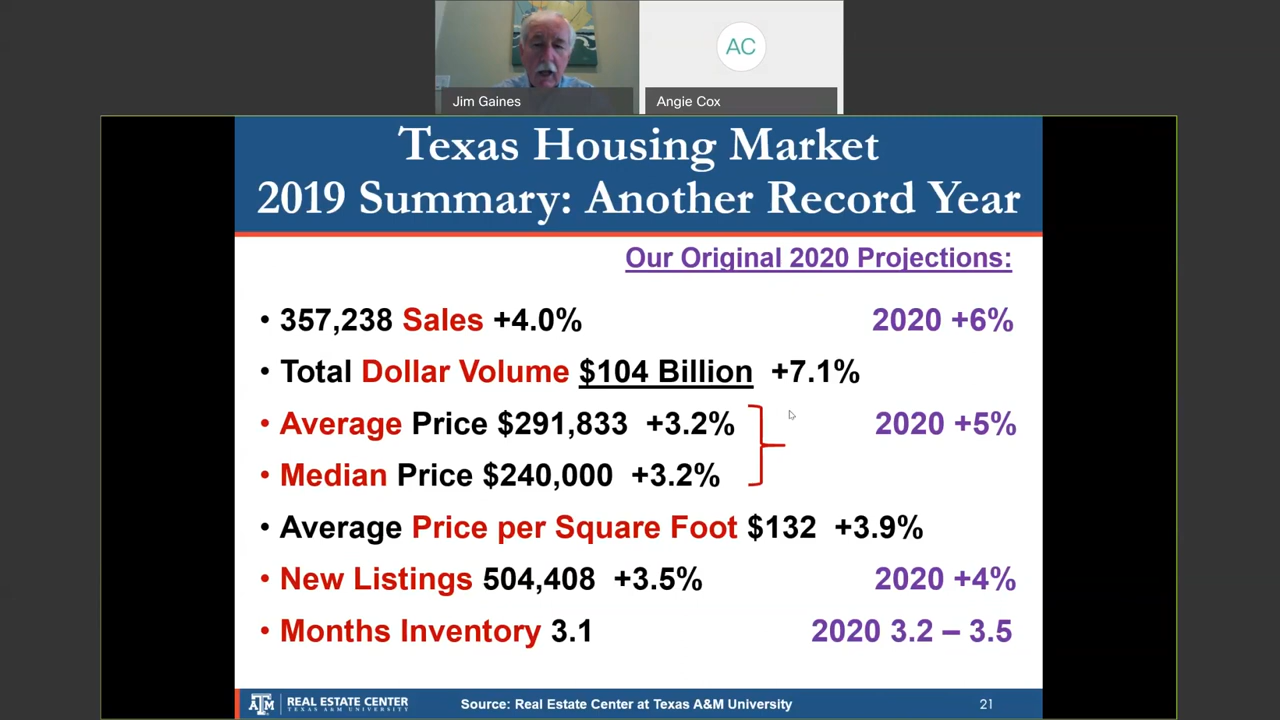 AC
Jim Gaines
Angie Cox
Texas Housing Market
2019 Summary: Another Record Year
Our Original 2020 Projections:
• 357,238 Sales +4.0% 2020 +6%
• Total Dollar Volume $104 Billion +7.1%
• Average Price $291,833 +3.2% 2020 +5%
• Median Price $240,000 +3.2%
• Average Price per Square Foot $132 +3.9%
• New Listings 504,408 +3.5% 2020 +4%
• Months Inventory 3.1 2020 3.2 – 3.5
ATM REAL ESTATE CENTER
TEXAS A&M UNIVERSITY
Source: Real Estate Center at Texas A&M University
21